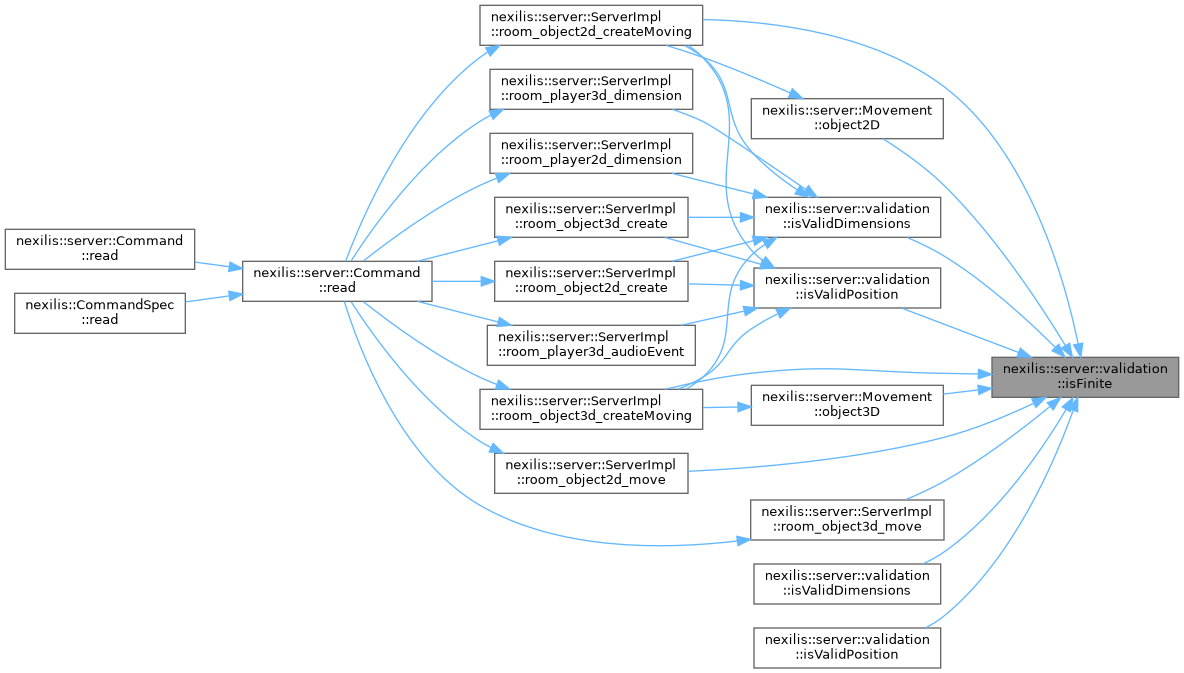 nexilis::server::Command
::read
nexilis::CommandSpec
::read
nexilis::server::Command
::read
nexilis::server::ServerImpl
::room_object2d_createMoving
nexilis::server::ServerImpl
::room_player3d_dimension
nexilis::server::ServerImpl
::room_player2d_dimension
nexilis::server::ServerImpl
::room_object3d_create
nexilis::server::ServerImpl
::room_object2d_create
nexilis::server::ServerImpl
::room_player3d_audioEvent
nexilis::server::ServerImpl
::room_object3d_createMoving
nexilis::server::ServerImpl
::room_object2d_move
nexilis::server::Movement
::object2D
nexilis::server::validation
::isValidDimensions
nexilis::server::validation
::isValidPosition
nexilis::server::Movement
::object3D
nexilis::server::ServerImpl
::room_object3d_move
nexilis::server::validation
::isValidDimensions
nexilis::server::validation
::isValidPosition
nexilis::server::validation
::isFinite